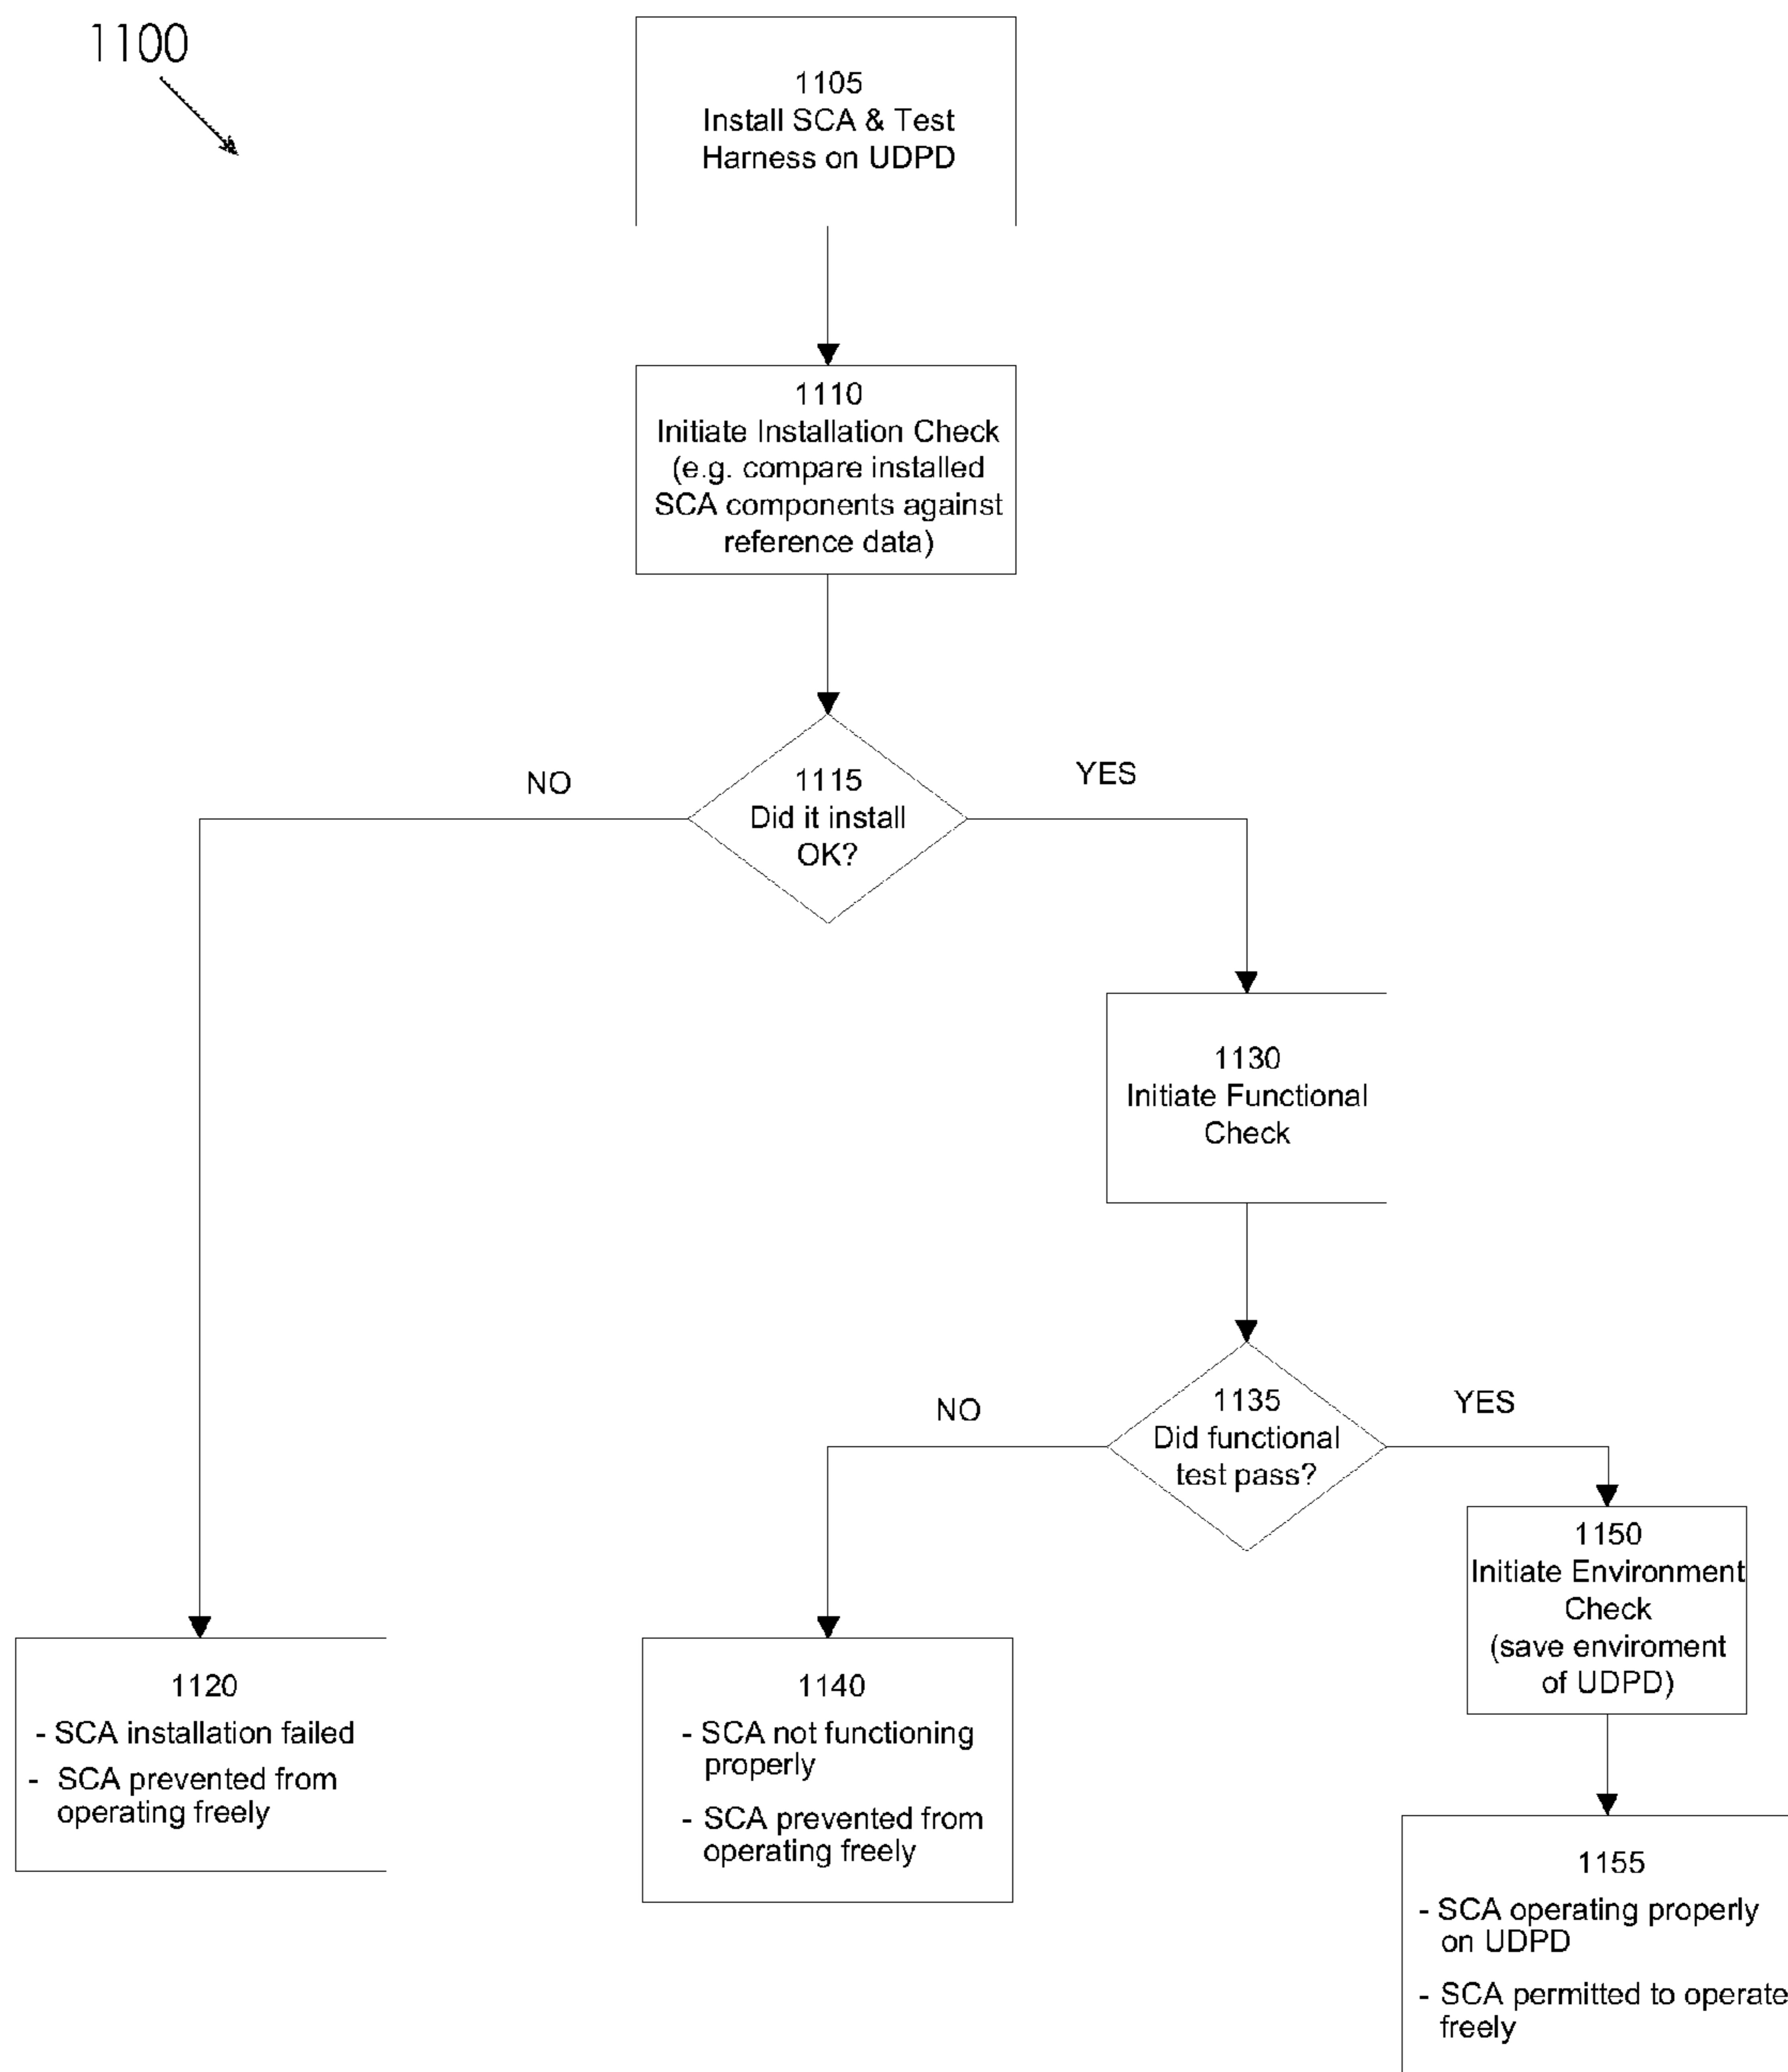 1100
1105
Install SCA & Test
Harness on UDPD
1110
Initiate Installation Check
(e.g. compare installed
SCA components against
reference data)
NO
YES
1115
Did it install
OK?
1130
Initiate Functional
Check
NO
YES
1135
Did functional
test pass?
1150
Initiate Environment
Check
(save enviroment
of UDPD)
1120
- SCA installation failed
- SCA prevented from
operating freely
1140
- SCA not functioning
properly
- SCA prevented from
operating freely
1155
- SCA operating properly
on UDPD
- SCA permitted to operate
freely